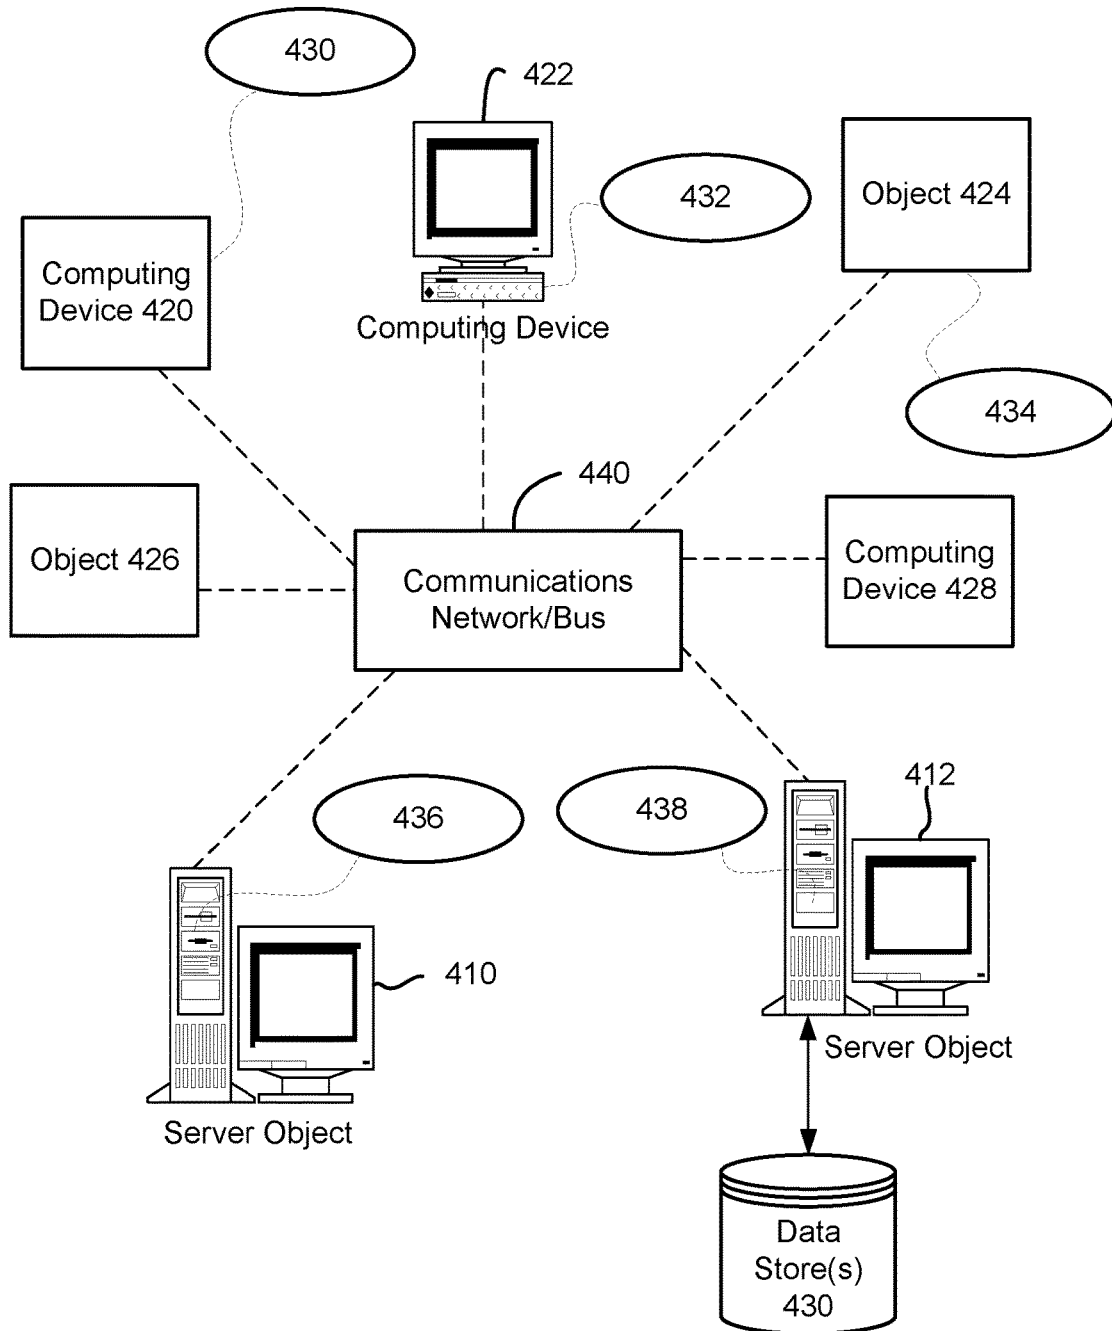 430
422
432
Object 424
Computing
Device 420
Computing Device
434
440
Object 426
Communications
Network/Bus
Computing
Device 428
436
438
412
410
Server Object
Server Object
Data
Store(s)
430